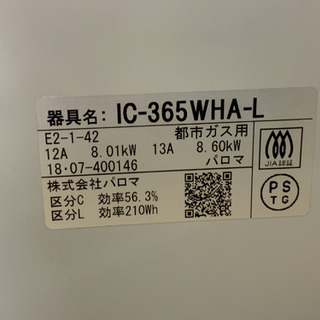 器具名: IC-365WHA-L
E2-1-42 都市ガス用
12A 8.01kW 13A 8.60kW
18・07-400146 パロマ
株式会社パロマ
区分C 効率56.3%
区分L 効率210Wh
JIA認証
PS
TG